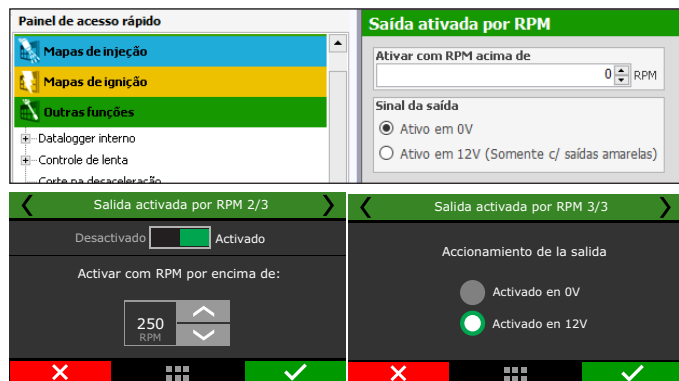 Painel de acesso rápido
Mapas de injeção
Mapas de ignição
Outras funções
Datalogger interno
Controle de lenta
Corte na desaceleração
Saída ativada por RPM
Ativar com RPM acima de
0 RPM
Sinal da saída
Ativo em 0V
Ativo em 12V (Somente c/ saídas amarelas)
Salida activada por RPM 2/3
Desactivado Activado
Activar com RPM por encima de:
250
RPM
Salida activada por RPM 3/3
Accionamiento de la salida
Activado en 0V
Activado en 12V